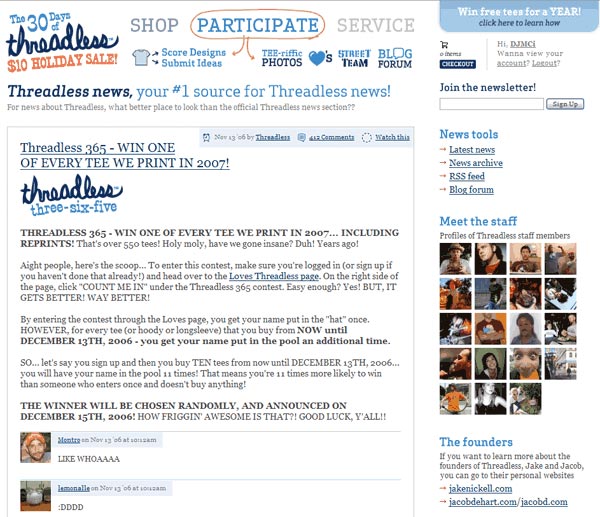 The 30 Days of
threadless™
$10 HOLIDAY SALE!
SHOP PARTICIPATE SERVICE
Score Designs
Submit Ideas
TEE-riffic
PHOTOS
's
STREET
TEAM
BLOG
FORUM
Win free tees for a YEAR!
click here to learn how
0 items
CHECKOUT
Hi, DJMCi
Wanna view your
account? Logout?
Threadless news, your #1 source for Threadless news!
For news about Threadless, what better place to look than the official Threadless news section??
Join the newsletter!
Sign Up
Nov 13 '06 by Threadless
412 Comments
Watch this
Threadless 365 - WIN ONE
OF EVERY TEE WE PRINT IN 2007!
threadless™
three-six-five
THREADLESS 365 - WIN ONE OF EVERY TEE WE PRINT IN 2007... INCLUDING
REPRINTS! That's over 550 tees! Holy moly, have we gone insane? Duh! Years ago!
Aight people, here's the scoop... To enter this contest, make sure you're logged in (or sign up if
you haven't done that already!) and head over to the Loves Threadless page. On the right side of
the page, click "COUNT ME IN" under the Threadless 365 contest. Easy enough? Yes! BUT, IT
GETS BETTER! WAY BETTER!
By entering the contest through the Loves page, you get your name put in the "hat" once.
HOWEVER, for every tee (or hoody or longsleeve) that you buy from NOW until
DECEMBER 13TH, 2006 - you get your name put in the pool an additional time.
SO... let's say you sign up and then you buy TEN tees from now until DECEMBER 13TH, 2006...
you will have your name in the pool 11 times! That means you're 11 times more likely to win
than someone who enters once and doesn't buy anything!
THE WINNER WILL BE CHOSEN RANDOMLY, AND ANNOUNCED ON
DECEMBER 15TH, 2006! HOW FRIGGIN' AWESOME IS THAT?! GOOD LUCK, Y'ALL!!
Montro on Nov 13 '06 at 10:12am
LIKE WHOAAAA
lemonalle on Nov 13 '06 at 10:12am
:DDDD
News tools
Latest news
News archive
RSS feed
Blog forum
Meet the staff
Profiles of Threadless staff members
The founders
If you want to learn more about the
founders of Threadless, Jake and Jacob,
you can go to their personal websites
jakenickell.com
jacobdehart.com/jacobd.com